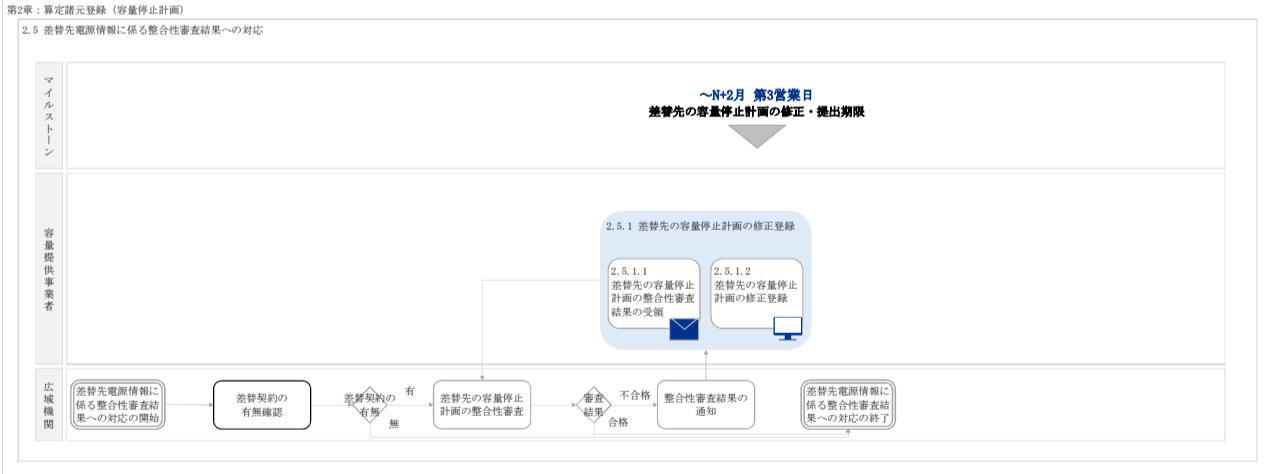 第2章：算定諸元登録（容量停止計画）
2.5 差替先電源情報に係る整合性審査結果への対応
マイルストーン
～N+2月 第3営業日
差替先の容量停止計画の修正・提出期限
容量提供事業者
2.5.1 差替先の容量停止計画の修正登録
2.5.1.1
差替先の容量停止
計画の整合性審査
結果の受領
2.5.1.2
差替先の容量停止
計画の修正登録
広域機関
差替先電源情報に
係る整合性審査結
果への対応の開始
差替契約の
有無確認
差替契約の
有無
有
無
差替先の容量停止
計画の整合性審査
審査
結果
不合格
合格
整合性審査結果の
通知
差替先電源情報に
係る整合性審査結
果への対応の終了